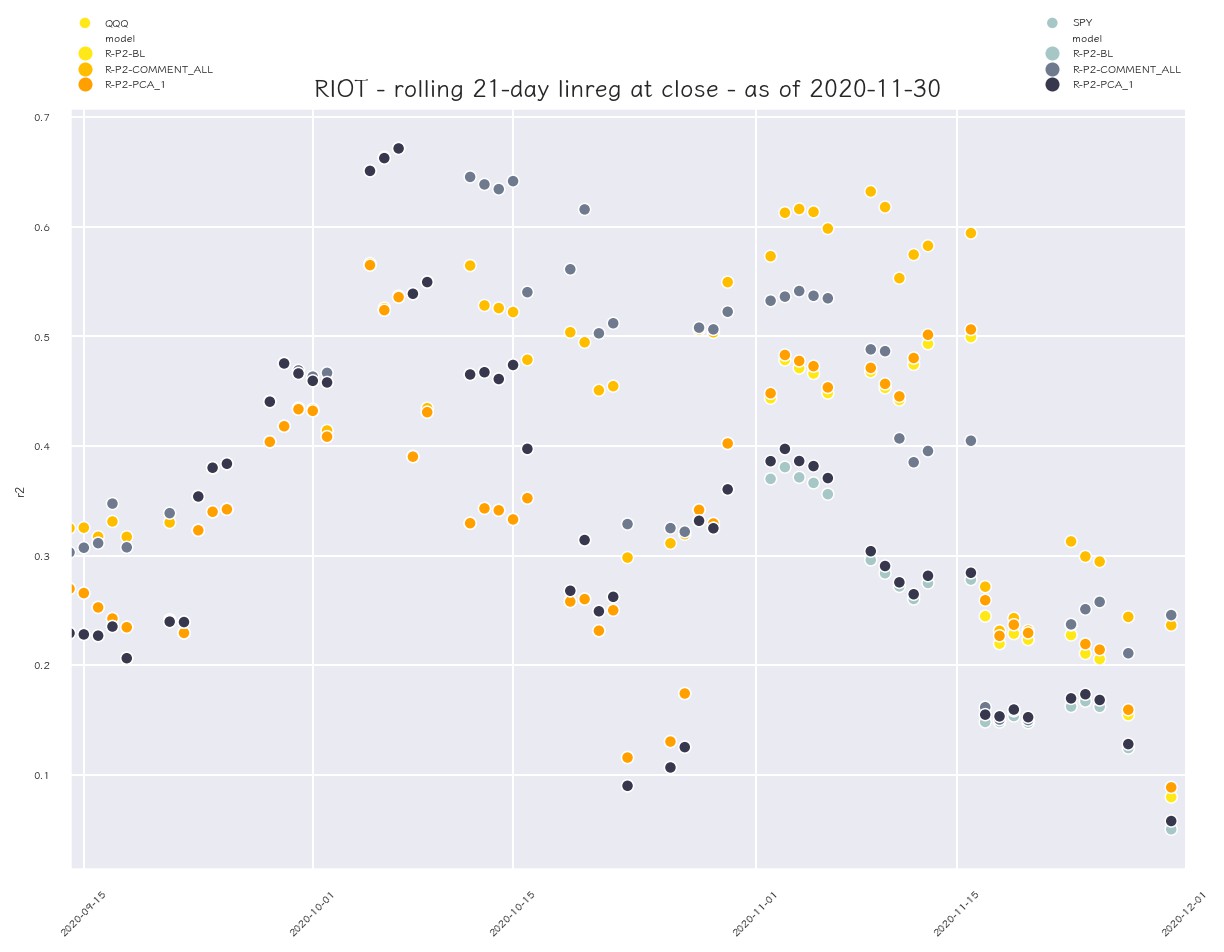 QQQ
model
R-P2-BL
R-P2-COMMENT_ALL
R-P2-PCA_1
SPY
model
R-P2-BL
R-P2-COMMENT_ALL
R-P2-PCA_1
RIOT - rolling 21-day linreg at close - as of 2020-11-30
0.7
0.6
0.5
0.4
r2
0.3
0.2
0.1
2020-09-15
2020-10-01
2020-10-15
2020-11-01
2020-11-15
2020-12-01